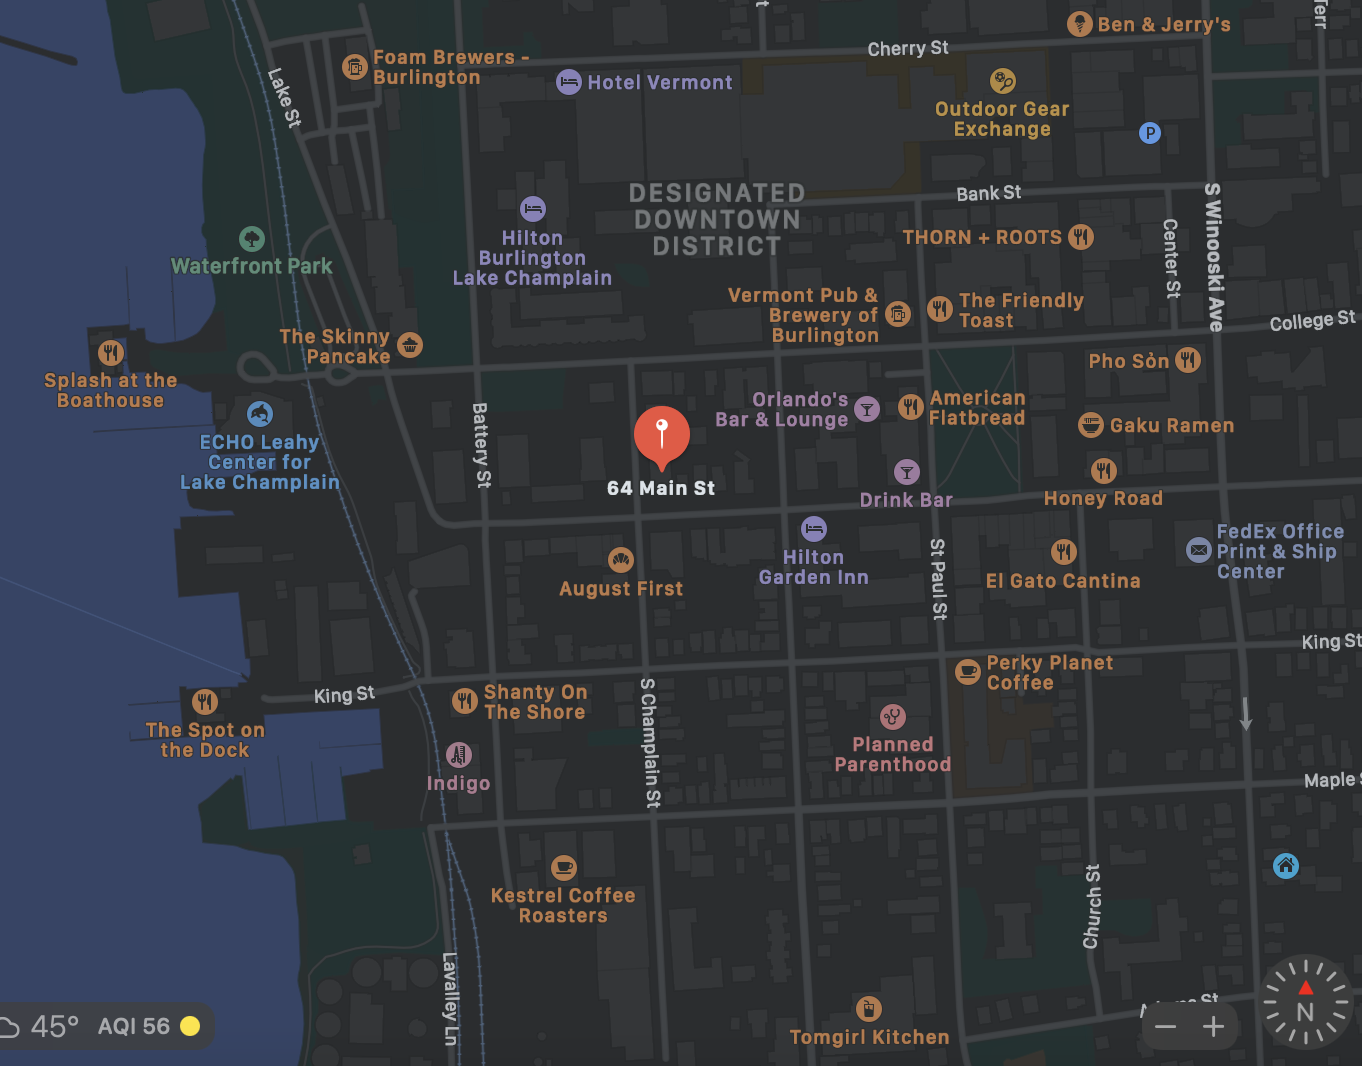 Terr
Ben & Jerry's
Cherry St
Foam Brewers -
Burlington
Hotel Vermont
Lake St
Outdoor Gear
Exchange
P
DESIGNATED
DOWNTOWN
DISTRICT
Bank St
S Winooski Ave
Center St
THORN + ROOTS
Hilton
Burlington
Lake Champlain
Waterfront Park
Vermont Pub &
Brewery of
Burlington
The Friendly
Toast
College St
The Skinny
Pancake
Pho Sơn
Splash at the
Boathouse
Orlando's
Bar & Lounge
American
Flatbread
Gaku Ramen
ECHO Leahy
Center for
Lake Champlain
Battery St
64 Main St
Drink Bar
Honey Road
Hilton
Garden Inn
St Paul St
FedEx Office
Print & Ship
Center
August First
El Gato Cantina
King St
Perky Planet
Coffee
King St
Shanty On
The Shore
S Champlain St
The Spot on
the Dock
Planned
Parenthood
Indigo
Maple
Kestrel Coffee
Roasters
Church St
Lavalley Ln
Tomgirl Kitchen
45° AQI 56
N